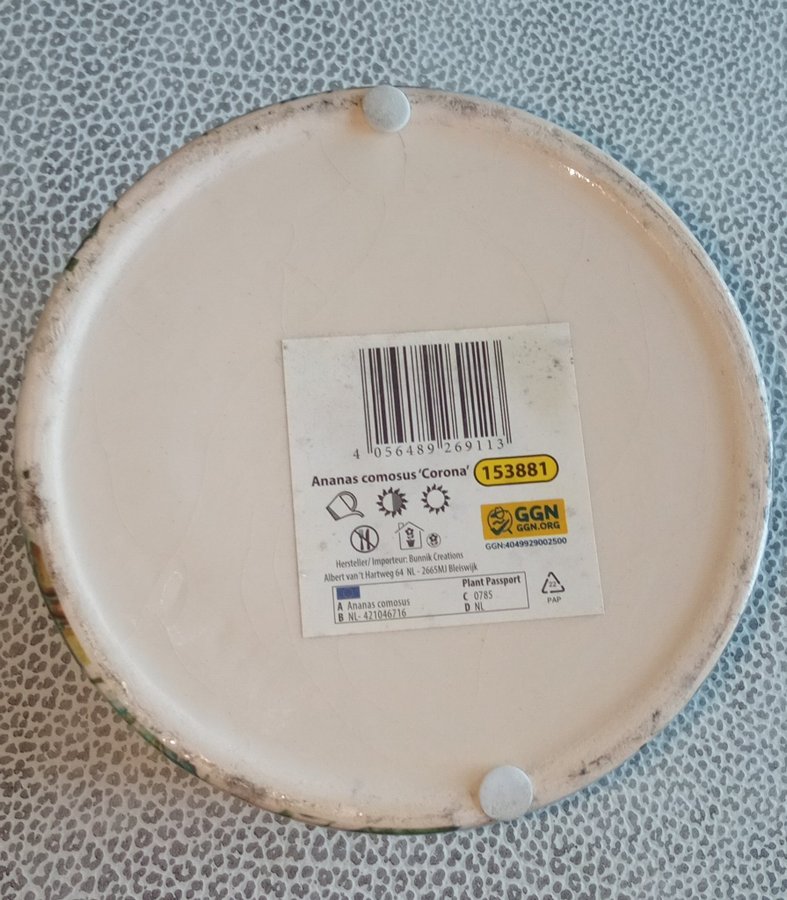 4 056489 269113
Ananas comosus 'Corona' 153881
GGN
GGN.ORG
GGN:4049929002500
Hersteller/ Importeur: Bunnik Creations
Albert van't Hartweg 64 NL - 2665MJ Bleiswijk
Plant Passport
A Ananas comosus C 0785
B NL- 421046716 D NL
22
PAP